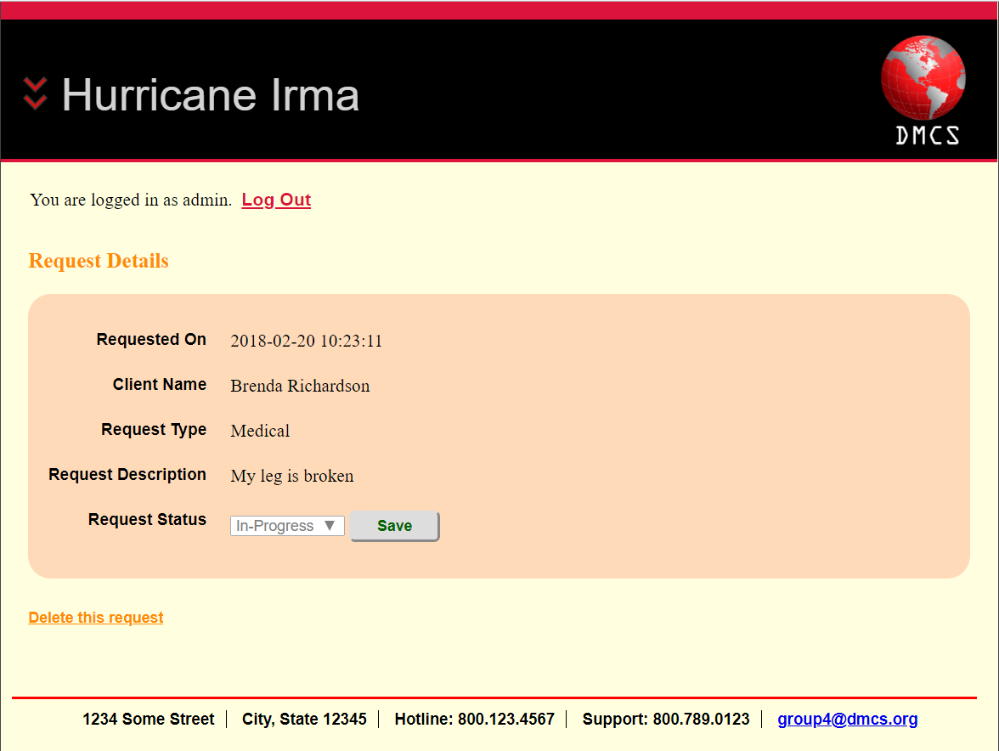 Hurricane Irma
DMCS
You are logged in as admin. Log Out
Request Details
Requested On 2018-02-20 10:23:11
Client Name Brenda Richardson
Request Type Medical
Request Description My leg is broken
Request Status In-Progress ▼ Save
Delete this request
1234 Some Street | City, State 12345 | Hotline: 800.123.4567 | Support: 800.789.0123 | group4@dmcs.org